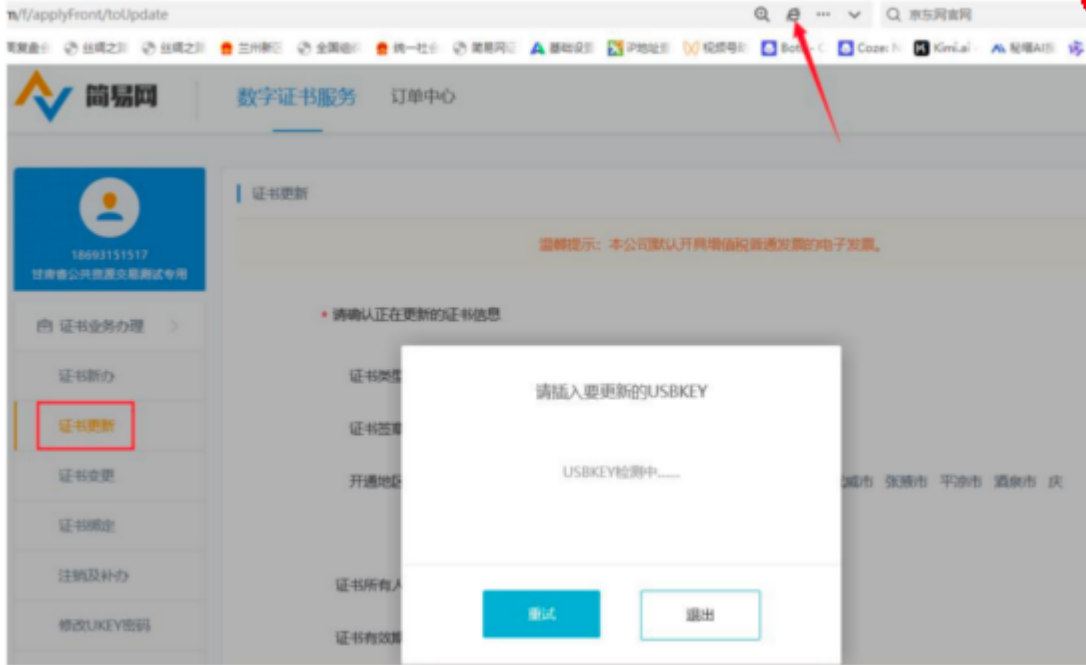 /f/applyFront/toUpdate
京东网官网
简易网
数字证书服务
订单中心
18693151517
甘肃省公共资源交易测试专用
证书更新
温馨提示：本公司默认开具增值税普通发票的电子发票。
* 请确认正在更新的证书信息
证书业务办理
证书新办
证书更新
证书变更
证书绑定
注销及补办
修改UKEY密码
证书类型
证书签章
开通地区
张掖市 平凉市 酒泉市 庆
证书所有人
证书有效期
请插入要更新的USBKEY
USBKEY检测中......
重试
退出